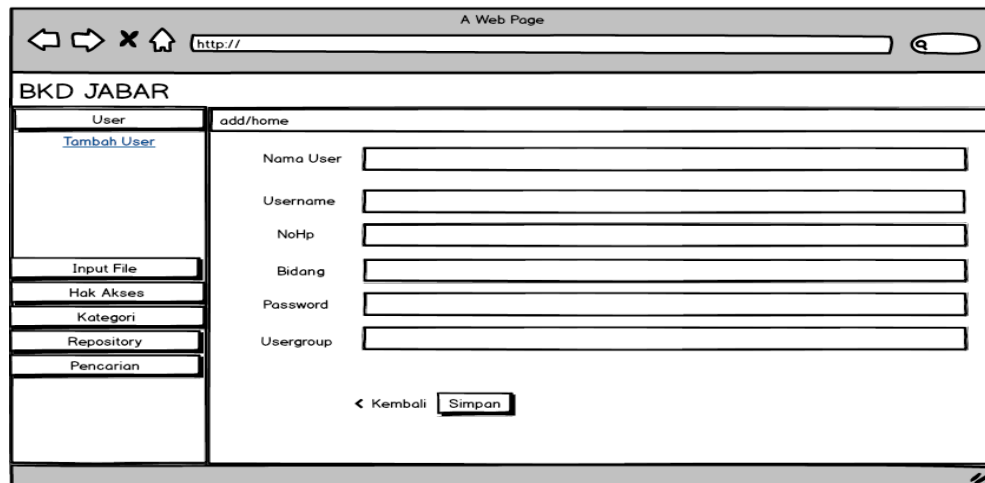 A Web Page
http://
BKD JABAR
User
Tambah User
Input File
Hak Akses
Kategori
Repository
Pencarian
add/home
Nama User
Username
NoHp
Bidang
Password
Usergroup
< Kembali Simpan